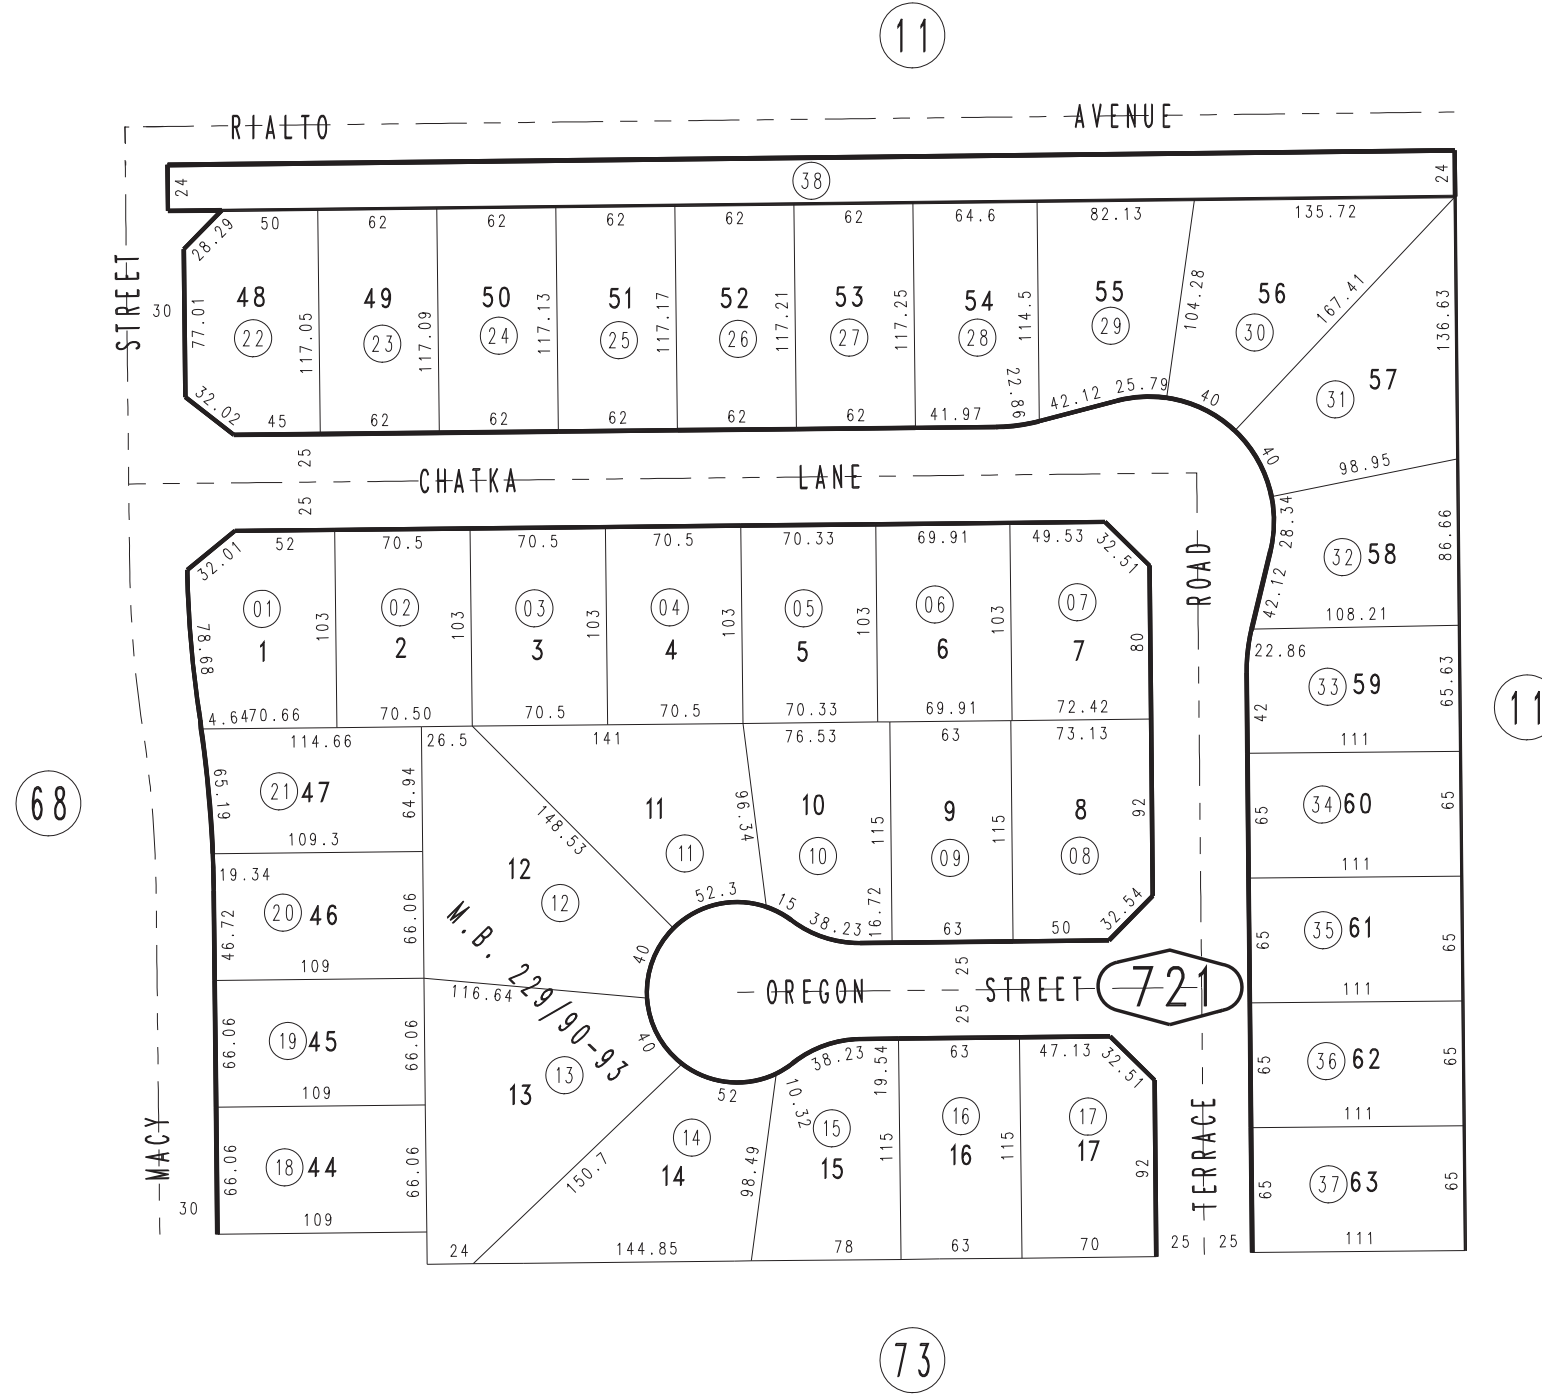 11
RIALTO AVENUE
38
24 24
50 62 62 62 62 62 64.6 82.13 135.72
28.29
STREET
30
77.01 117.05 117.09 117.13 117.17 117.21 117.25 114.5 104.28 167.41 136.63
48 49 50 51 52 53 54 55 56 57
22 23 24 25 26 27 28 29 30 31
32.02 45 62 62 62 62 62 41.97 22.86 42.12 25.79 40
40 98.95
25
CHATKA LANE
25
32.01 52 70.5 70.5 70.5 70.33 69.91 49.53 32.51
ROAD
28.34 32 58 86.66
42.12 108.21
01 02 03 04 05 06 07
78.68 103 103 103 103 103 103 80
1 2 3 4 5 6 7
22.86
33 59 65.63
42 111
4.64 70.66 70.50 70.5 70.5 70.33 69.91 72.42
114.66 26.5 141 76.53 63 73.13
65.19 21 47 64.94
109.3
148.53 11 96.34 10 9 8
11 10 09 08
115 115 92
34 60
65 65
111
12
12
19.34
20 46
46.72 66.06
109
52.3 15 38.23 16.72 63 50 32.54
40
35 61
65 65
111
68
11
M.B. 229/90-93
116.64
25
OREGON STREET 721
25
40
19 45
66.06 66.06
109
13
13
52 10.32 38.23 19.54 63 47.13 32.51
36 62
65 65
111
14 15 16 17
14 15 16 17
150.7 98.49 115 115 92
TERRACE
MACY
18 44
66.06 66.06
109
30
37 63
65 65
111
24 144.85 78 63 70 25 25
73